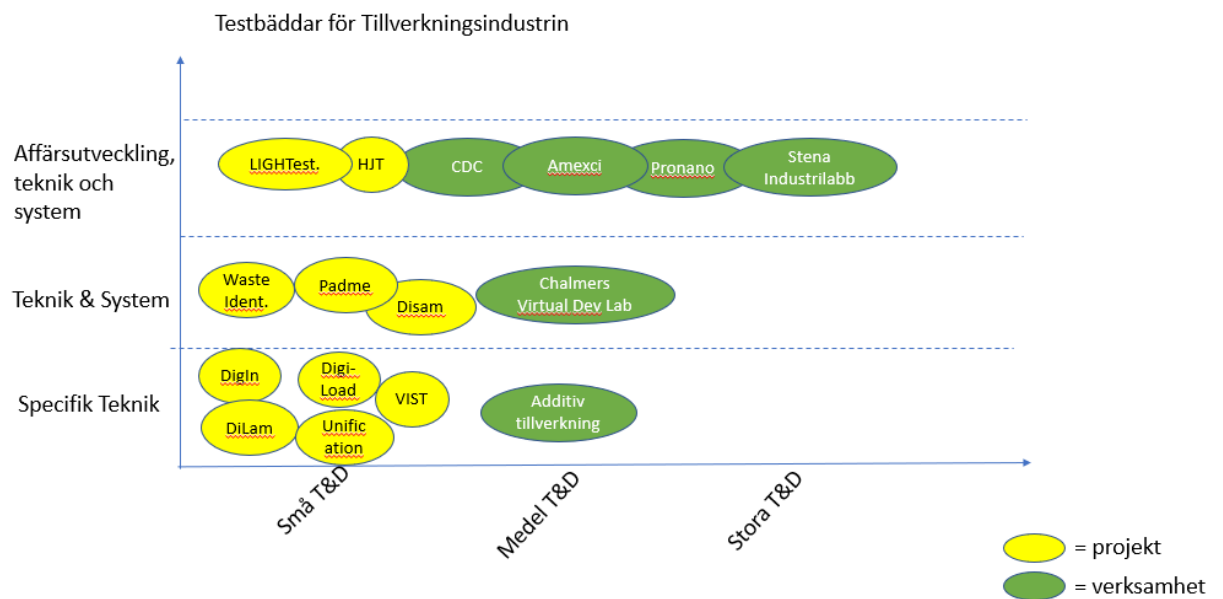 Testbäddar för Tillverkningsindustrin
Affärsutveckling,
teknik och
system
LIGHTest.
HJT
CDC
Amexci
Pronano
Stena
Industrilabb
Teknik & System
Waste
Ident.
Padme
Disam
Chalmers
Virtual Dev Lab
Specifik Teknik
DigIn
Digi-
Load
VIST
DiLam
Unific
ation
Additiv
tillverkning
Små T&D
Medel T&D
Stora T&D
= projekt
= verksamhet